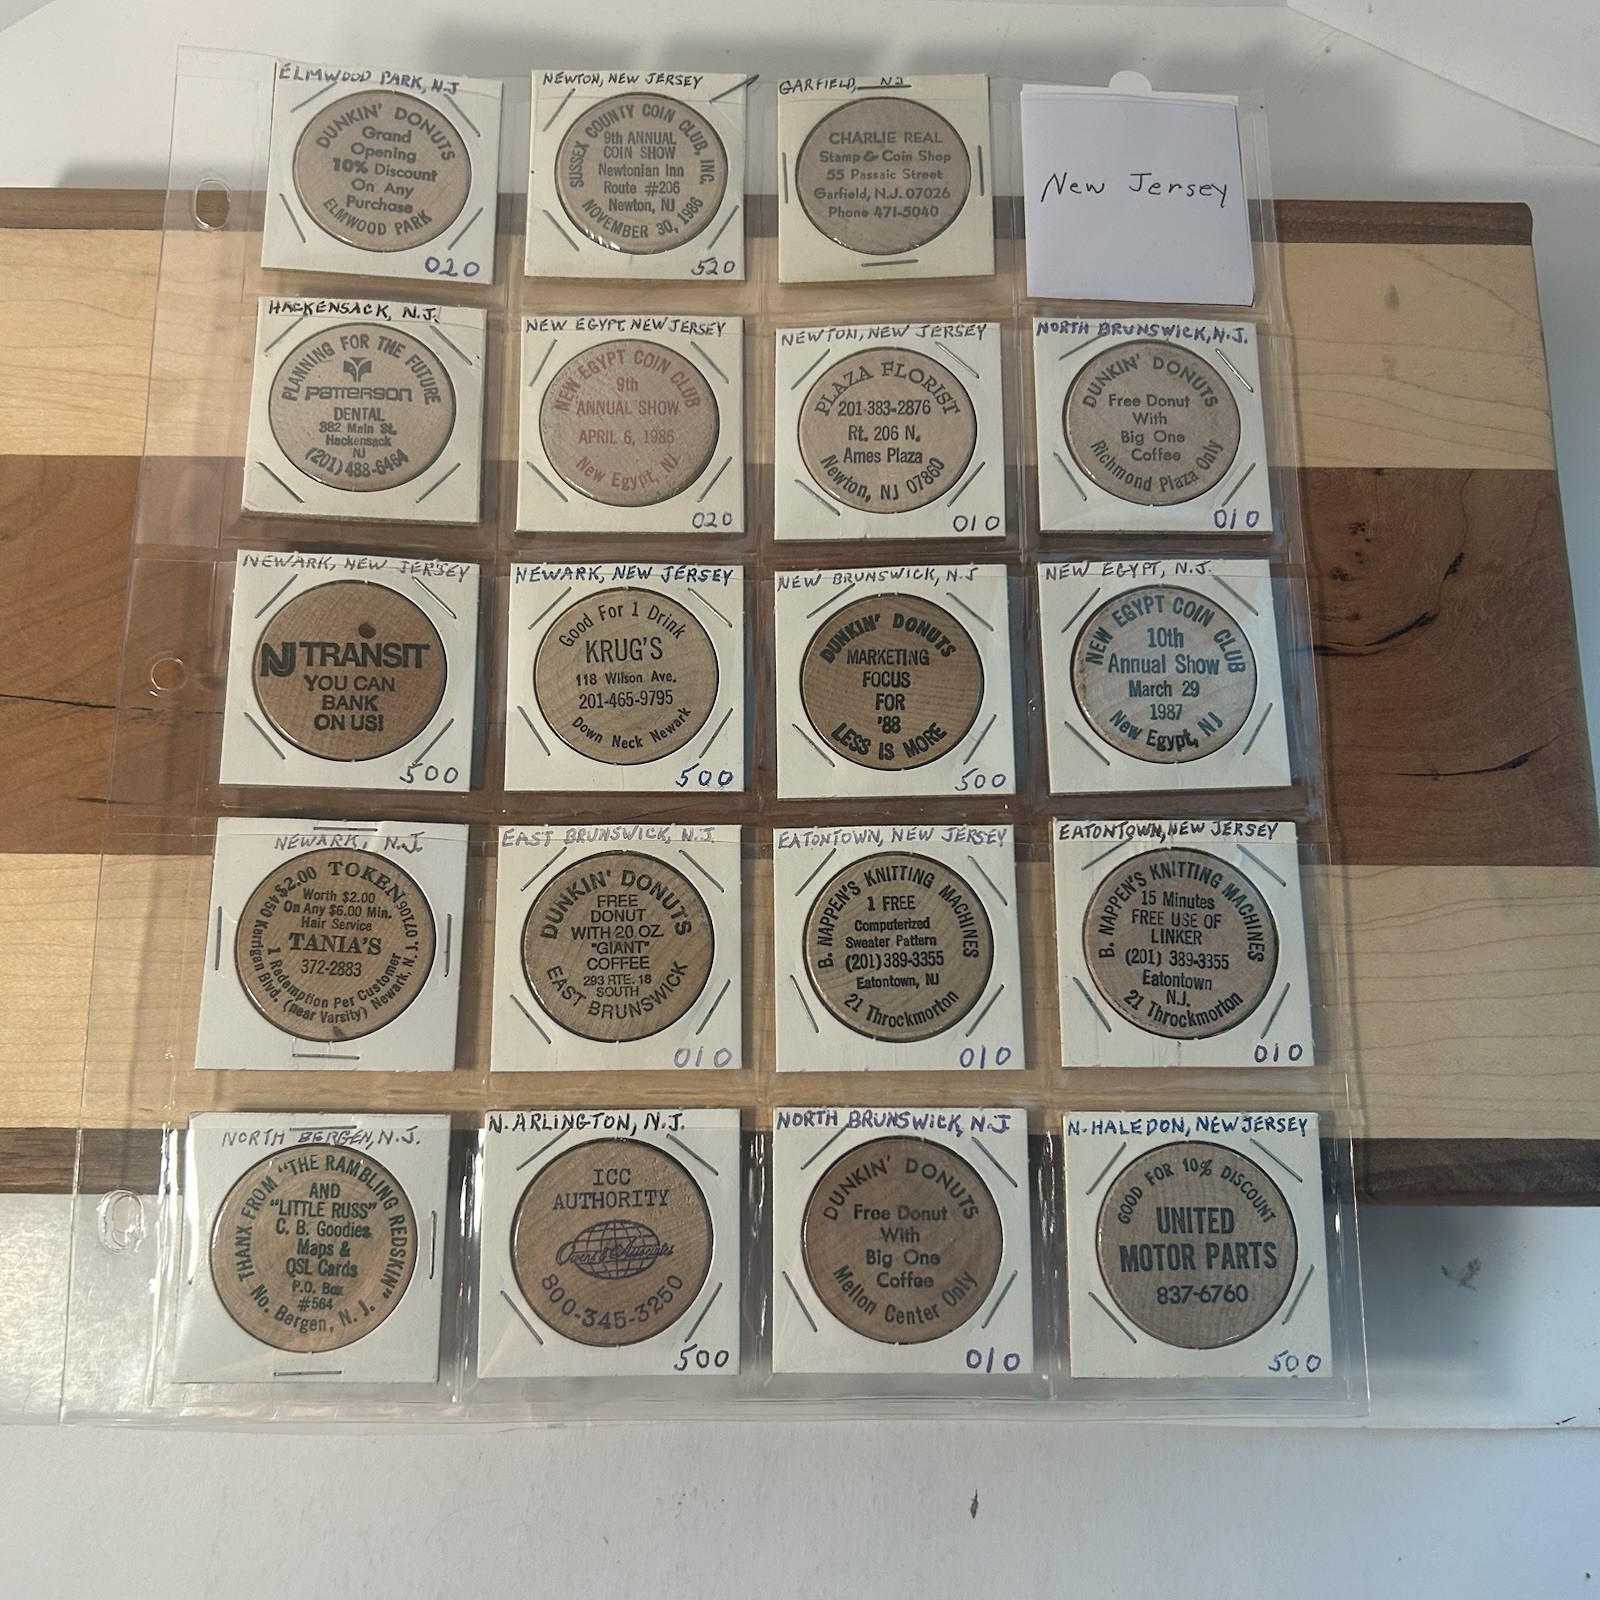 ELMWOOD PARK, N.J
DUNKIN' DONUTS
Grand
Opening
10% Discount
On Any
Purchase
ELMWOOD PARK
020
NEWTON, NEW JERSEY
SUSSEX COUNTY COIN CLUB, INC.
9th ANNUAL
COIN SHOW
Newtonian Inn
Route #206
Newton, NJ
NOVEMBER 30, 1986
520
GARFIELD, NJ
CHARLIE REAL
Stamp & Coin Shop
55 Passaic Street
Garfield, N.J. 07026
Phone 471-5040
New Jersey
HACKENSACK, N.J.
PLANNING FOR THE FUTURE
PATTERSON
DENTAL
382 Main St.
Hackensack
NJ
(201) 488-6464
NEW EGYPT, NEW JERSEY
NEW EGYPT COIN CLUB
9th
ANNUAL SHOW
APRIL 6, 1986
New Egypt, NJ
020
NEWTON, NEW JERSEY
PLAZA FLORIST
201-383-2876
Rt. 206 N.
Ames Plaza
Newton, NJ 07860
010
NORTH BRUNSWICK, N.J.
DUNKIN' DONUTS
Free Donut
With
Big One
Coffee
Richmond Plaza Only
010
NEWARK, NEW JERSEY
NJ TRANSIT
YOU CAN
BANK
ON US!
500
NEWARK, NEW JERSEY
Good For 1 Drink
KRUG'S
118 Wilson Ave.
201-465-9795
Down Neck Newark
500
NEW BRUNSWICK, N.J
DUNKIN' DONUTS
MARKETING
FOCUS
FOR
'88
LESS IS MORE
500
NEW EGYPT, N.J.
NEW EGYPT COIN CLUB
10th
Annual Show
March 29
1987
New Egypt, NJ
NEWARK, N.J.
$2.00 TOKEN
Worth $2.00
On Any $6.00 Min.
Hair Service
TANIA'S
372-2883
1 Redemption Per Customer
450 Kerrigan Blvd. (near Varsity) Newark, N.J. 07106
EAST BRUNSWICK, N.J.
DUNKIN' DONUTS
FREE
DONUT
WITH 20 OZ.
"GIANT"
COFFEE
293 RTE. 18
SOUTH
EAST BRUNSWICK
010
EATONTOWN, NEW JERSEY
B. NAPPEN'S KNITTING MACHINES
1 FREE
Computerized
Sweater Pattern
(201) 389-3355
Eatontown, NJ
21 Throckmorton
010
EATONTOWN, NEW JERSEY
B. NAPPEN'S KNITTING MACHINES
15 Minutes
FREE USE OF
LINKER
(201) 389-3355
Eatontown
N.J.
21 Throckmorton
010
NORTH BERGEN, N.J.
THANX FROM "THE RAMBLING REDSKIN"
AND
"LITTLE RUSS"
C. B. Goodies
Maps &
QSL Cards
P.O. Box
#564
No. Bergen, N. J.
N. ARLINGTON, N.J.
ICC
AUTHORITY
Owens & Associates
800-345-3250
500
NORTH BRUNSWICK, N.J
DUNKIN' DONUTS
Free Donut
With
Big One
Coffee
Mellon Center Only
010
N. HALEDON, NEW JERSEY
GOOD FOR 10% DISCOUNT
UNITED
MOTOR PARTS
837-6760
500